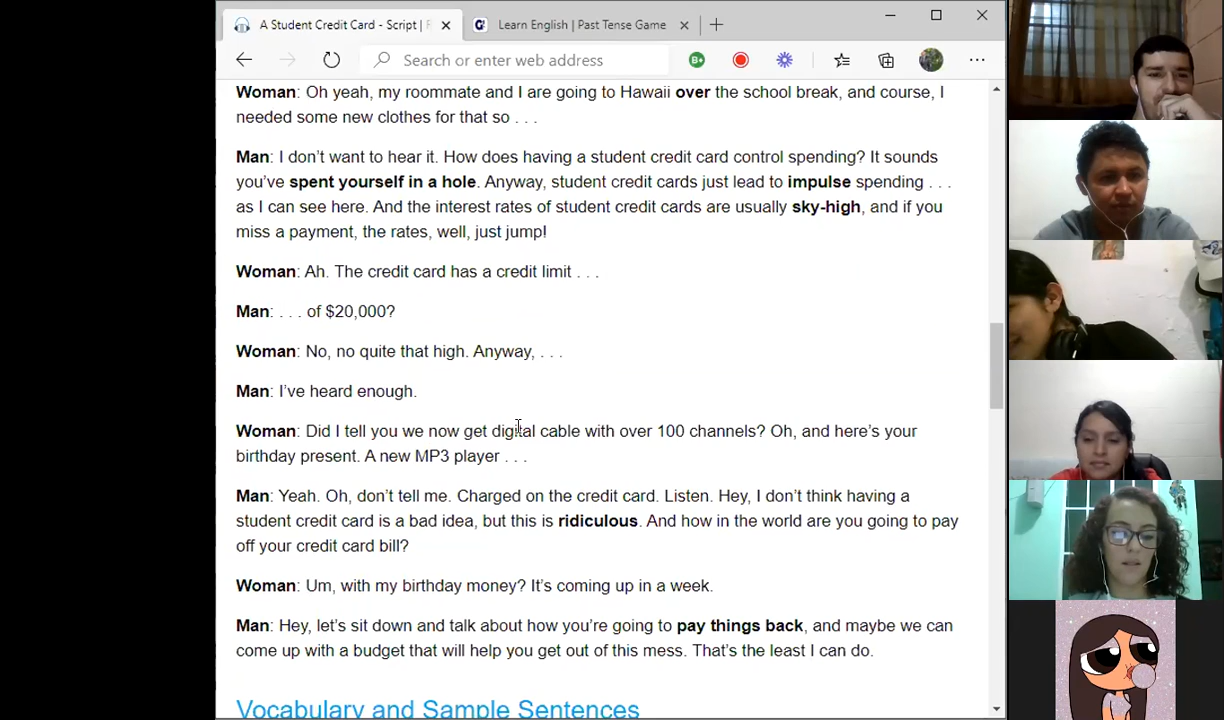 A Student Credit Card - Script |
Learn English | Past Tense Game
Search or enter web address
Woman: Oh yeah, my roommate and I are going to Hawaii over the school break, and course, I
needed some new clothes for that so . . .
Man: I don’t want to hear it. How does having a student credit card control spending? It sounds
you’ve spent yourself in a hole. Anyway, student credit cards just lead to impulse spending . . .
as I can see here. And the interest rates of student credit cards are usually sky-high, and if you
miss a payment, the rates, well, just jump!
Woman: Ah. The credit card has a credit limit . . .
Man: . . . of $20,000?
Woman: No, no quite that high. Anyway, . . .
Man: I’ve heard enough.
Woman: Did I tell you we now get digital cable with over 100 channels? Oh, and here’s your
birthday present. A new MP3 player . . .
Man: Yeah. Oh, don’t tell me. Charged on the credit card. Listen. Hey, I don’t think having a
student credit card is a bad idea, but this is ridiculous. And how in the world are you going to pay
off your credit card bill?
Woman: Um, with my birthday money? It’s coming up in a week.
Man: Hey, let’s sit down and talk about how you’re going to pay things back, and maybe we can
come up with a budget that will help you get out of this mess. That’s the least I can do.
Vocabulary and Sample Sentences